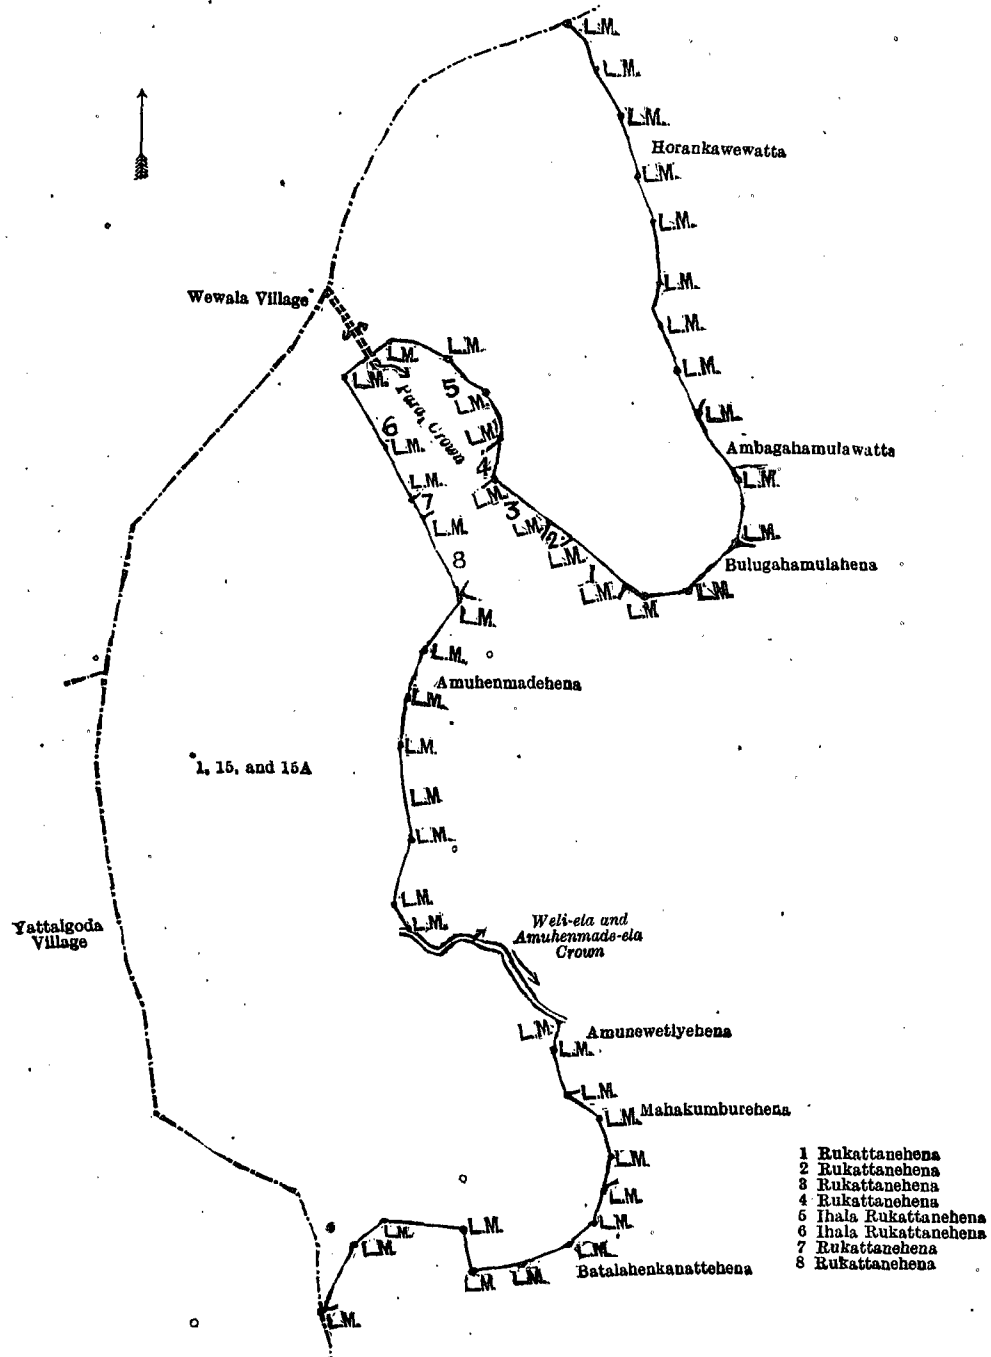 L.M.
L.M.
L.M.
Horankawewatta
L.M.
L.M.
L.M.
Wewala Village
L.M.
L.M.
L.M.
L.M.
L.M.
5
L.M.
L.M.
Para, Crown
6
L.M.
L.M.
L.M.
Ambagahamulawatta
4
L.M.
L.M.
L.M.
7
3
L.M.
L.M.
2
L.M.
L.M.
8
Bulugahamulahena
1
L.M.
L.M.
L.M.
L.M.
L.M.
Amuhenmadehena
L.M.
L.M.
1, 15, and 15A
L.M.
L.M.
L.M.
L.M.
Yattalgoda
Village
Weli-ela and
Amuhenmade-ela
Crown
L.M.
Amunewetiyehena
L.M.
L.M.
L.M.
Mahakumburehena
L.M.
L.M.
L.M.
L.M.
L.M.
L.M.
L.M.
L.M.
L.M.
Batalahenkanattehena
L.M.
1 Rukattanehena
2 Rukattanehena
3 Rukattanehena
4 Rukattanehena
5 Ihala Rukattanehena
6 Ihala Rukattanehena
7 Rukattanehena
8 Rukattanehena